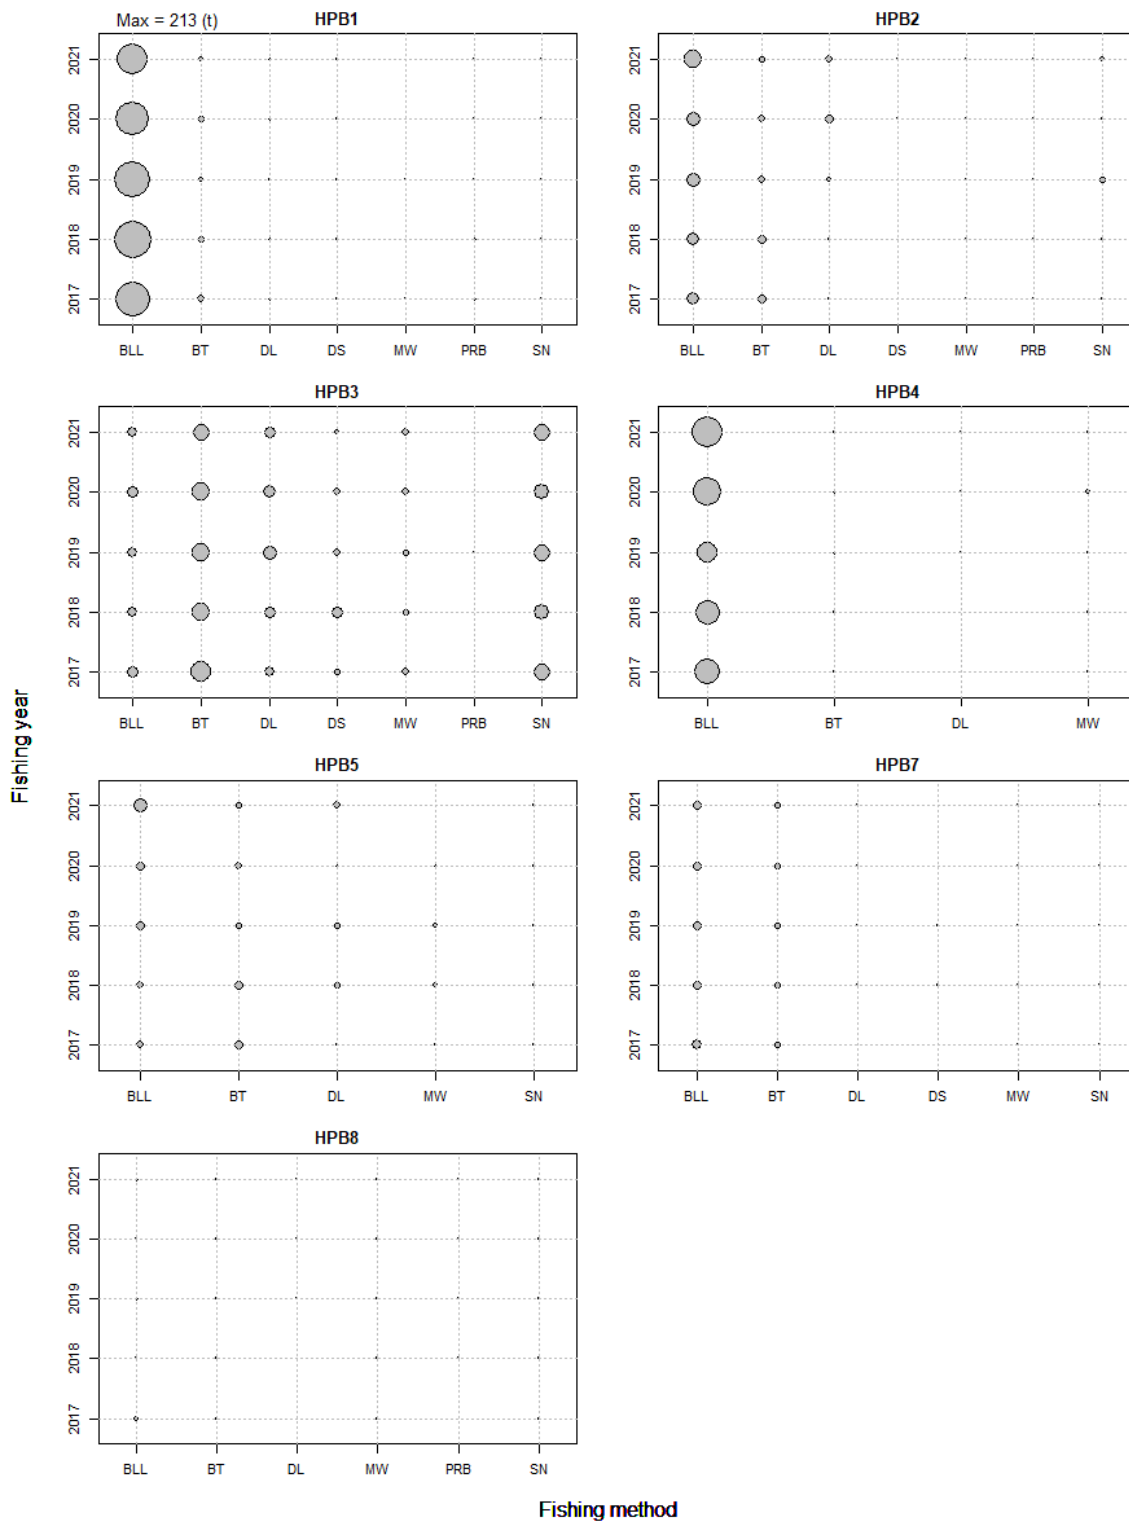 Max = 213 (t)
HPB1
2021
2020
2019
2018
2017
BLL BT DL DS MW PRB SN
HPB2
2021
2020
2019
2018
2017
BLL BT DL DS MW PRB SN
HPB3
2021
2020
2019
2018
2017
BLL BT DL DS MW PRB SN
HPB4
2021
2020
2019
2018
2017
BLL BT DL MW
HPB5
2021
2020
2019
2018
2017
BLL BT DL MW SN
HPB7
2021
2020
2019
2018
2017
BLL BT DL DS MW SN
HPB8
2021
2020
2019
2018
2017
BLL BT DL MW PRB SN
Fishing year
Fishing method